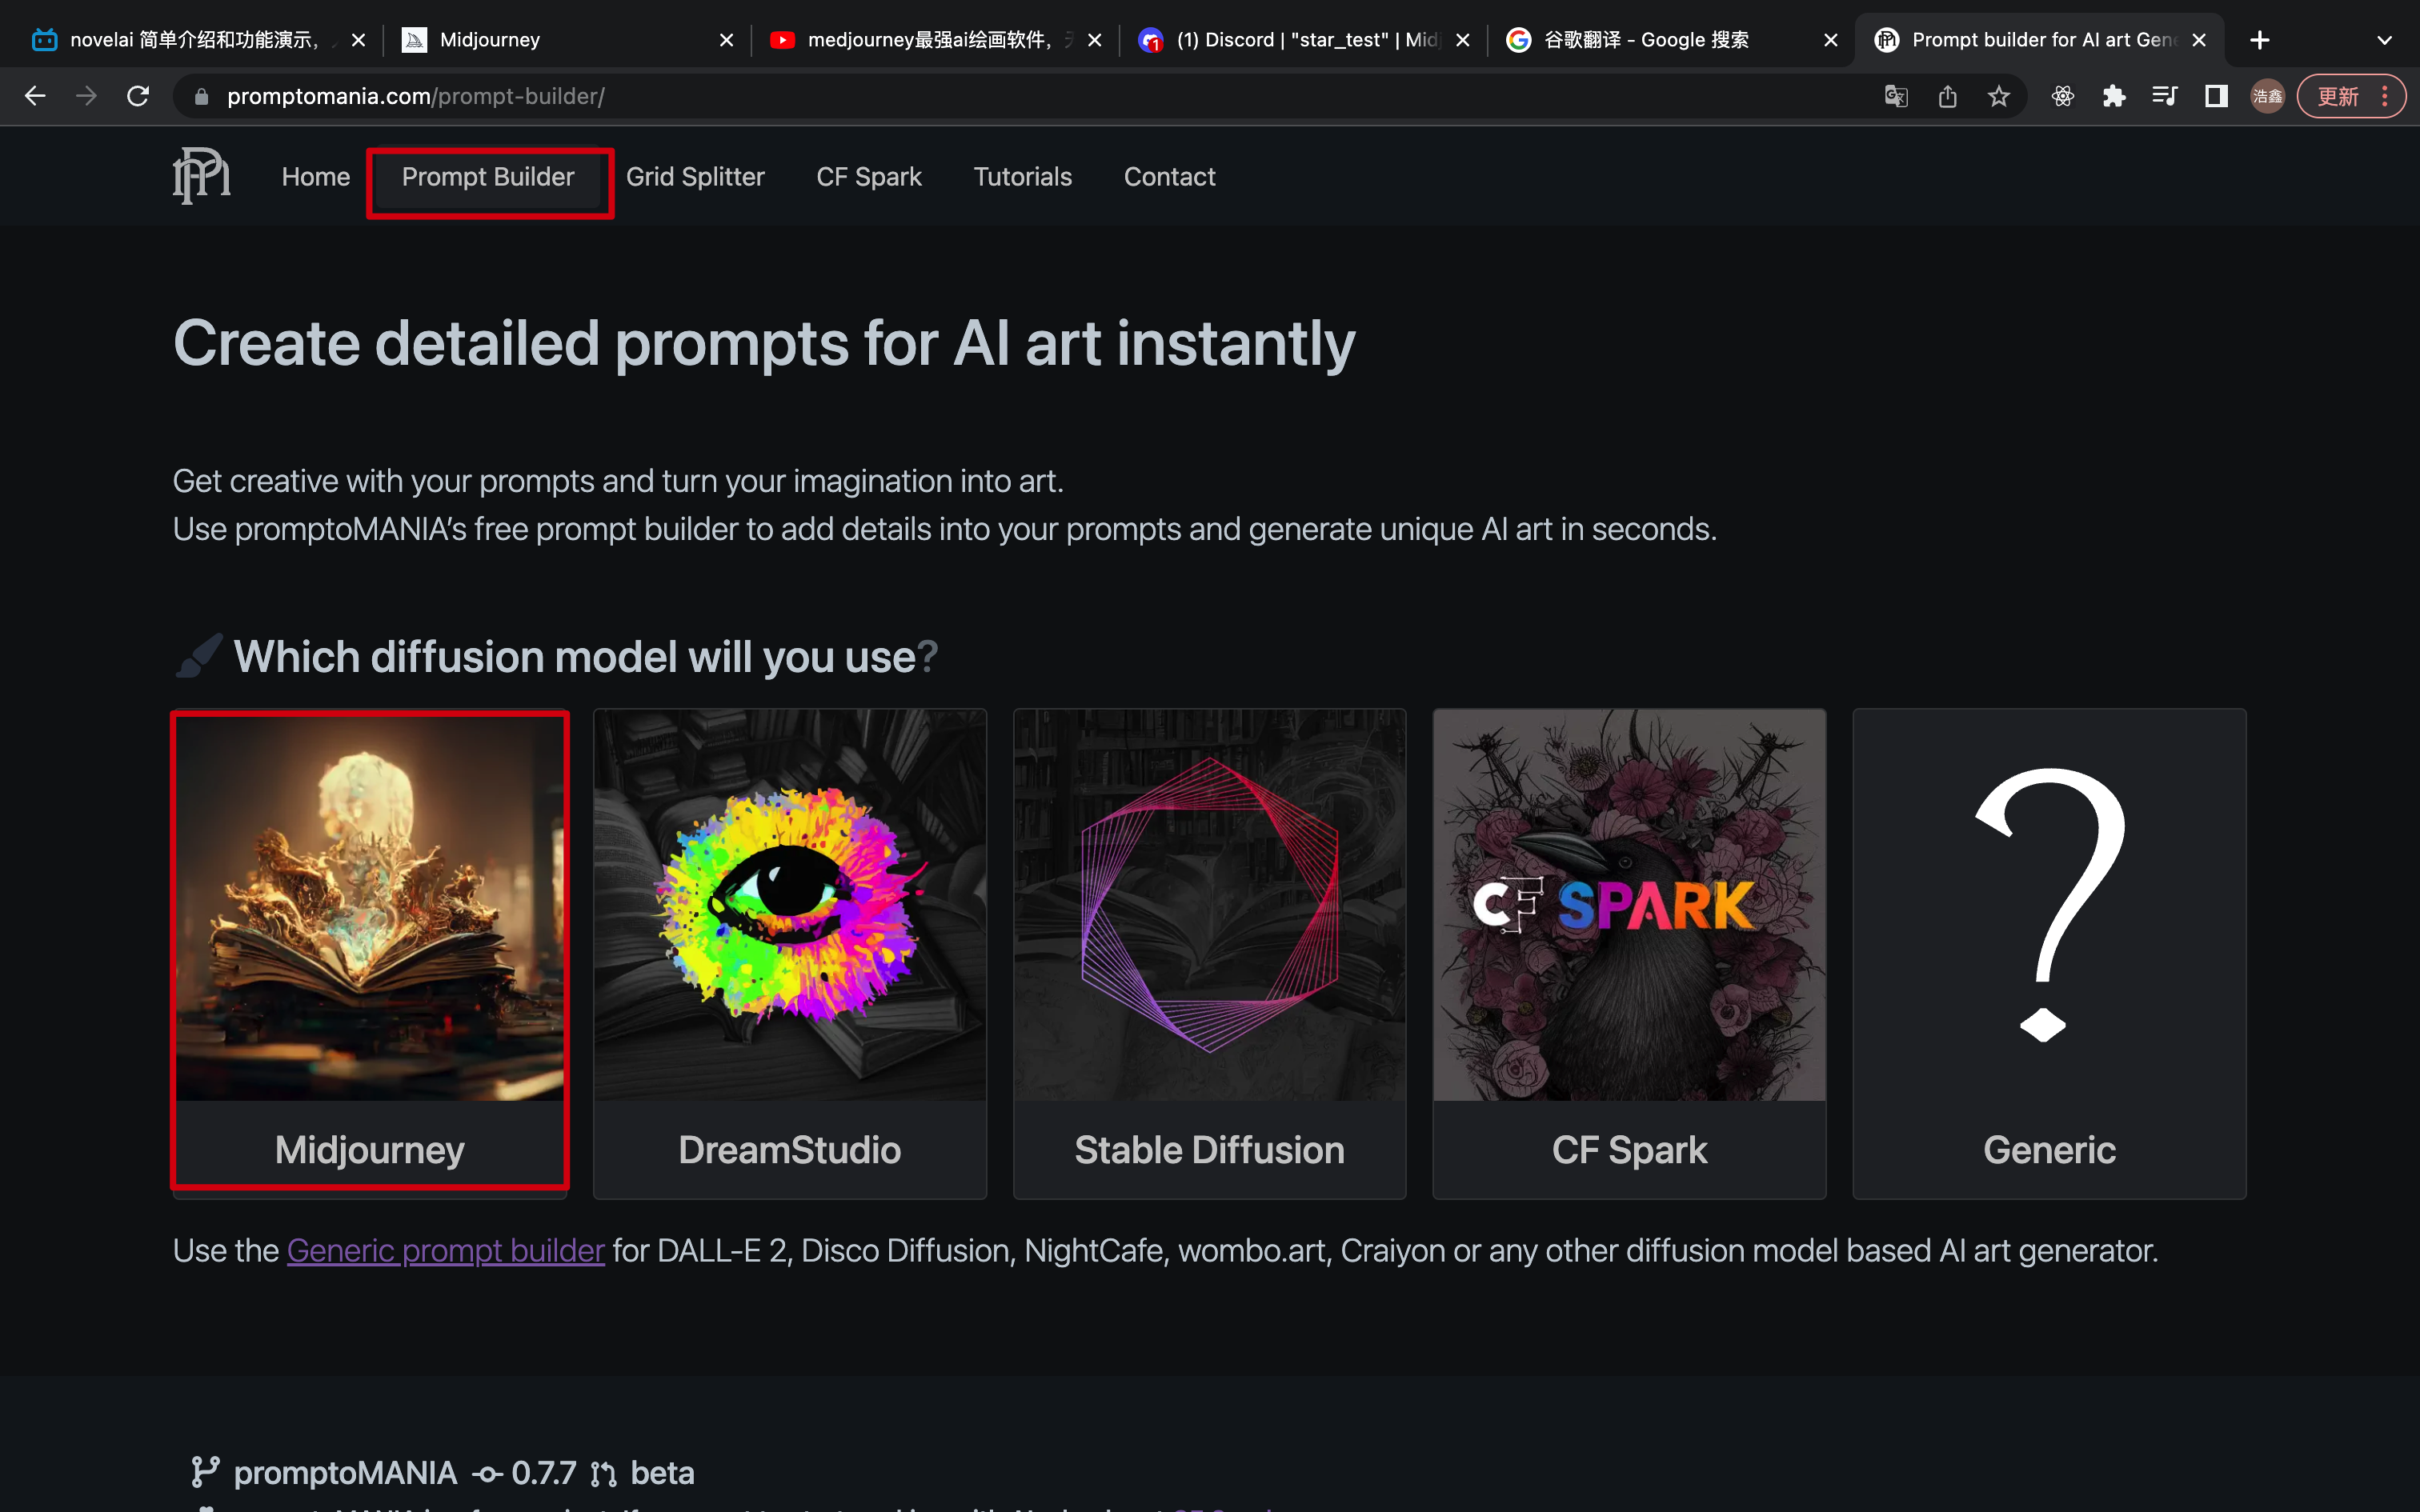 novelai 简单介绍和功能演示,
Midjourney
medjourney最强ai绘画软件,
(1) Discord | "star_test" | Midj
谷歌翻译 - Google 搜索
Prompt builder for AI art Gene
promptomania.com/prompt-builder/
浩鑫
更新
Home
Prompt Builder
Grid Splitter
CF Spark
Tutorials
Contact
Create detailed prompts for AI art instantly
Get creative with your prompts and turn your imagination into art.
Use promptoMANIA's free prompt builder to add details into your prompts and generate unique AI art in seconds.
Which diffusion model will you use?
CF SPARK
Midjourney
DreamStudio
Stable Diffusion
CF Spark
Generic
Use the Generic prompt builder for DALL-E 2, Disco Diffusion, NightCafe, wombo.art, Craiyon or any other diffusion model based AI art generator.
promptoMANIA 0.7.7 beta